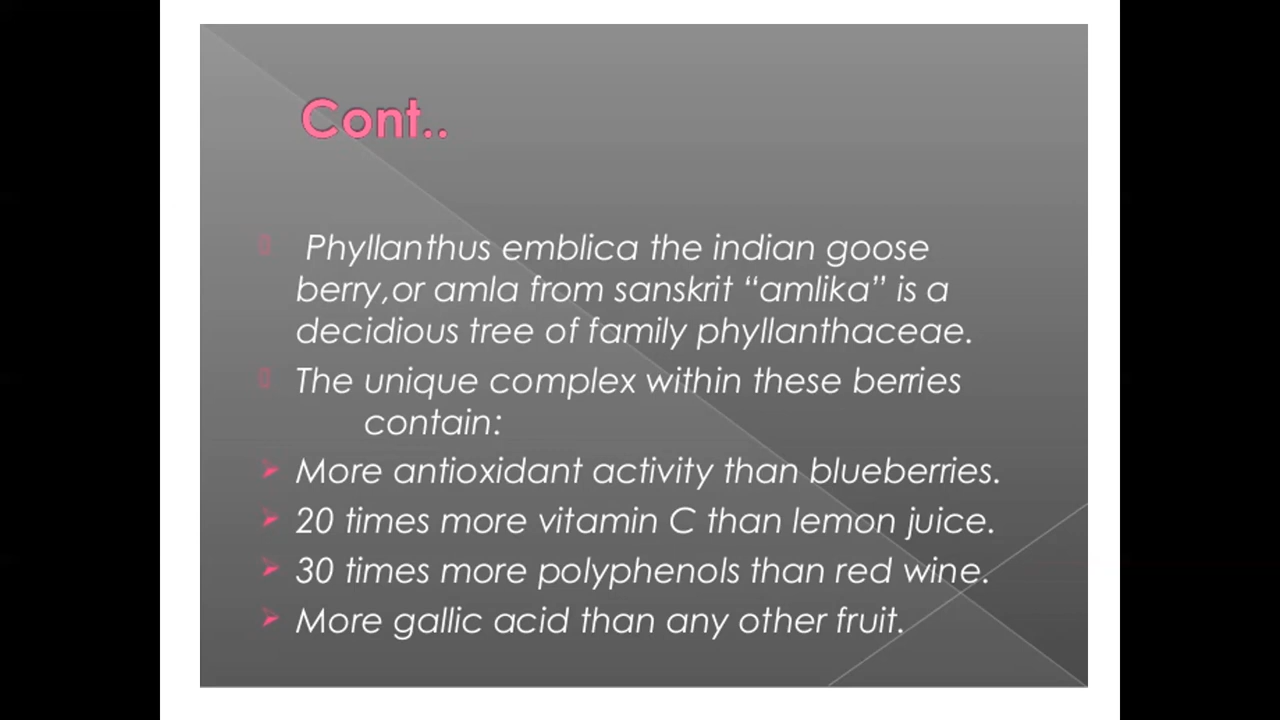 Cont..
Phyllanthus emblica the indian goose
berry,or amla from sanskrit “amlika” is a
decidious tree of family phyllanthaceae.
The unique complex within these berries
contain:
More antioxidant activity than blueberries.
20 times more vitamin C than lemon juice.
30 times more polyphenols than red wine.
More gallic acid than any other fruit.